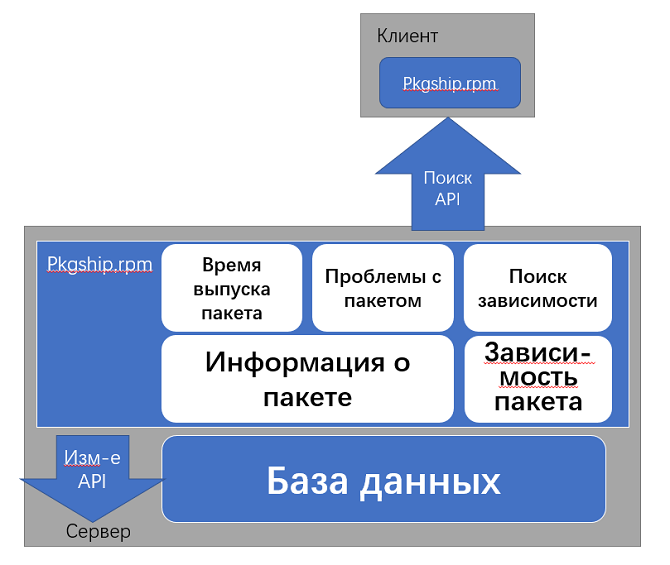 Клиент
Pkgship.rpm
Поиск
API
Pkgship.rpm
Время
выпуска
пакета
Проблемы с
пакетом
Поиск
зависимости
Информация о
пакете
Зависи-
мость
пакета
Изм-е
API
База данных
Сервер